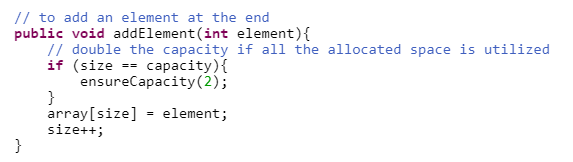 // to add an element at the end
public void addElement(int element){
    // double the capacity if all the allocated space is utilized
    if (size == capacity){
        ensureCapacity(2);
    }
    array[size] = element;
    size++;
}